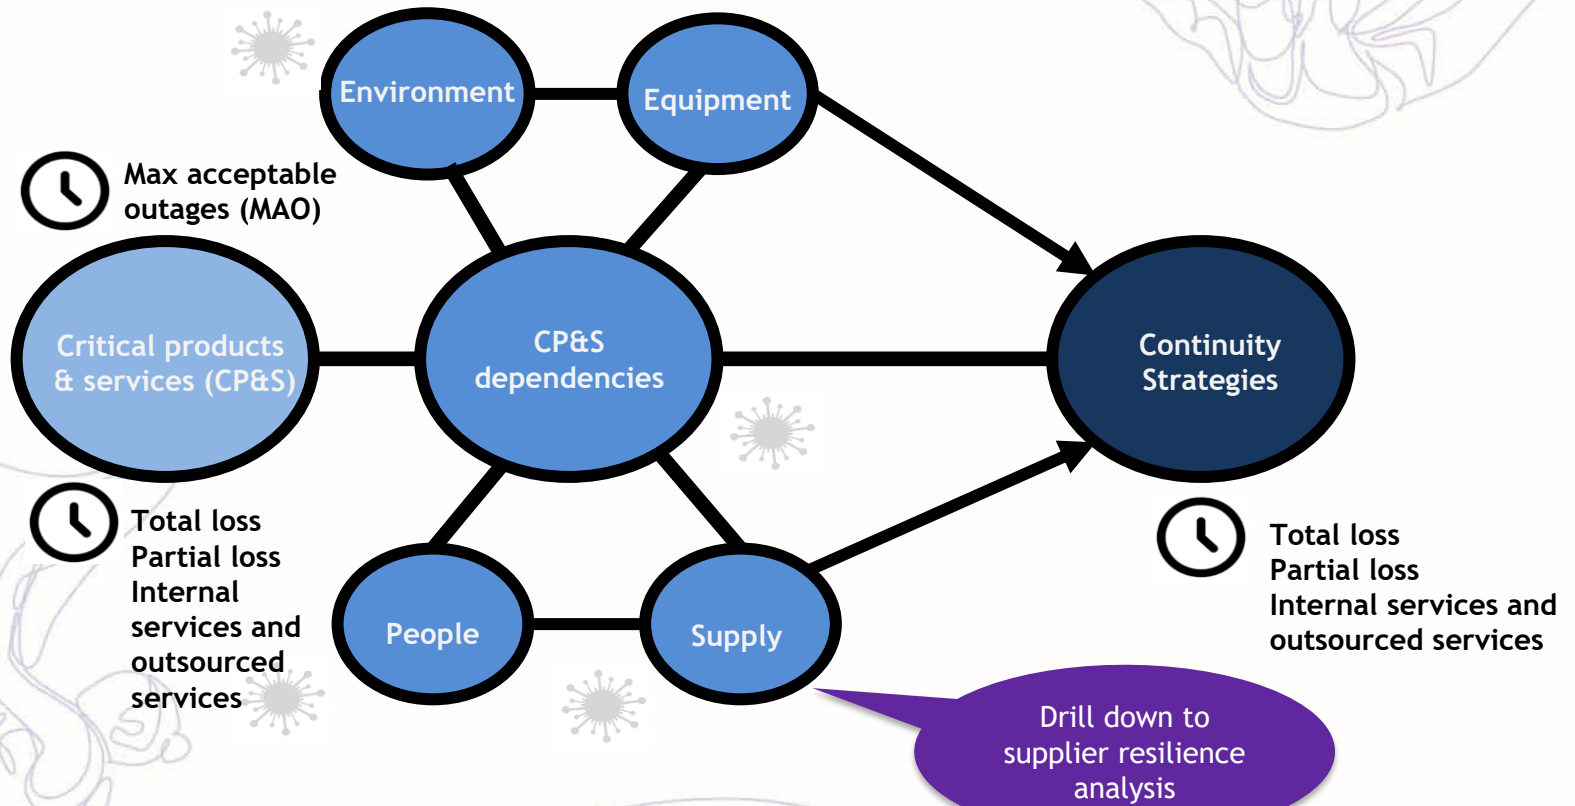 Environment
Equipment
Max acceptable
outages (MAO)
Critical products
& services (CP&S)
CP&S
dependencies
Continuity
Strategies
Total loss
Partial loss
Internal
services and
outsourced
services
People
Supply
Total loss
Partial loss
Internal services and
outsourced services
Drill down to
supplier resilience
analysis